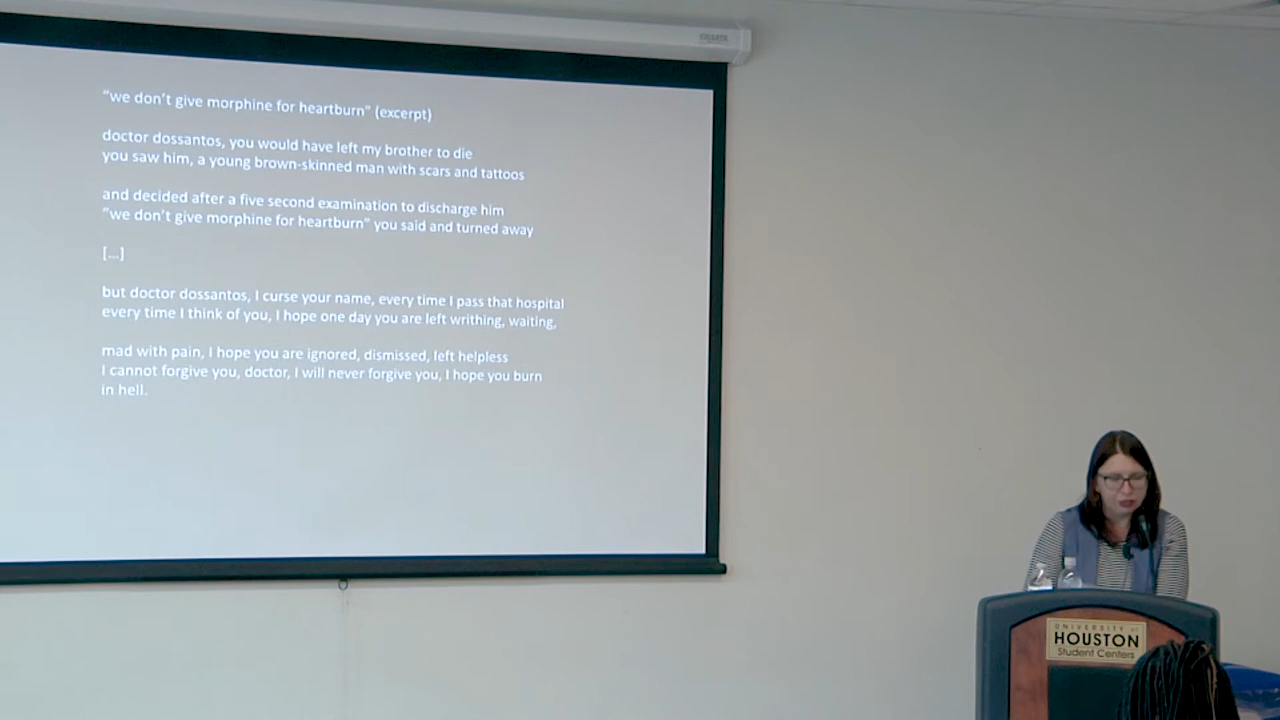 “we don’t give morphine for heartburn” (excerpt)
doctor dossantos, you would have left my brother to die
you saw him, a young brown-skinned man with scars and tattoos
and decided after a five second examination to discharge him
“we don’t give morphine for heartburn” you said and turned away
[...]
but doctor dossantos, I curse your name, every time I pass that hospital
every time I think of you, I hope one day you are left writhing, waiting,
mad with pain, I hope you are ignored, dismissed, left helpless
I cannot forgive you, doctor, I will never forgive you, I hope you burn
in hell.
UNIVERSITY of
HOUSTON
Student Centers